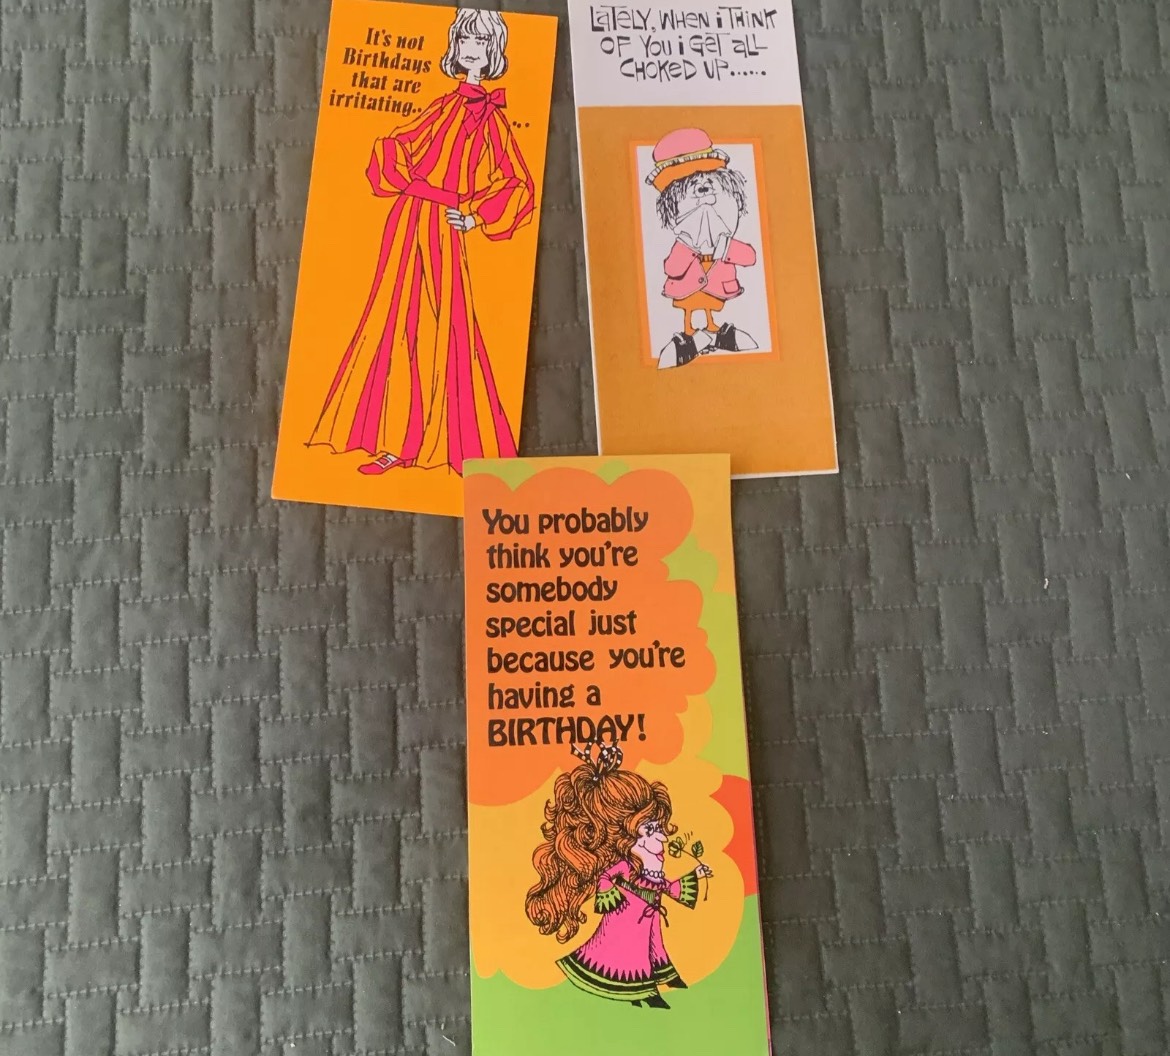 It's not
Birthdays
that are
irritating.. ...
LATELY, WHEN i THINK
OF YOU i GET ALL
CHOKED UP......
You probably
think you're
somebody
special just
because you're
having a
BIRTHDAY!